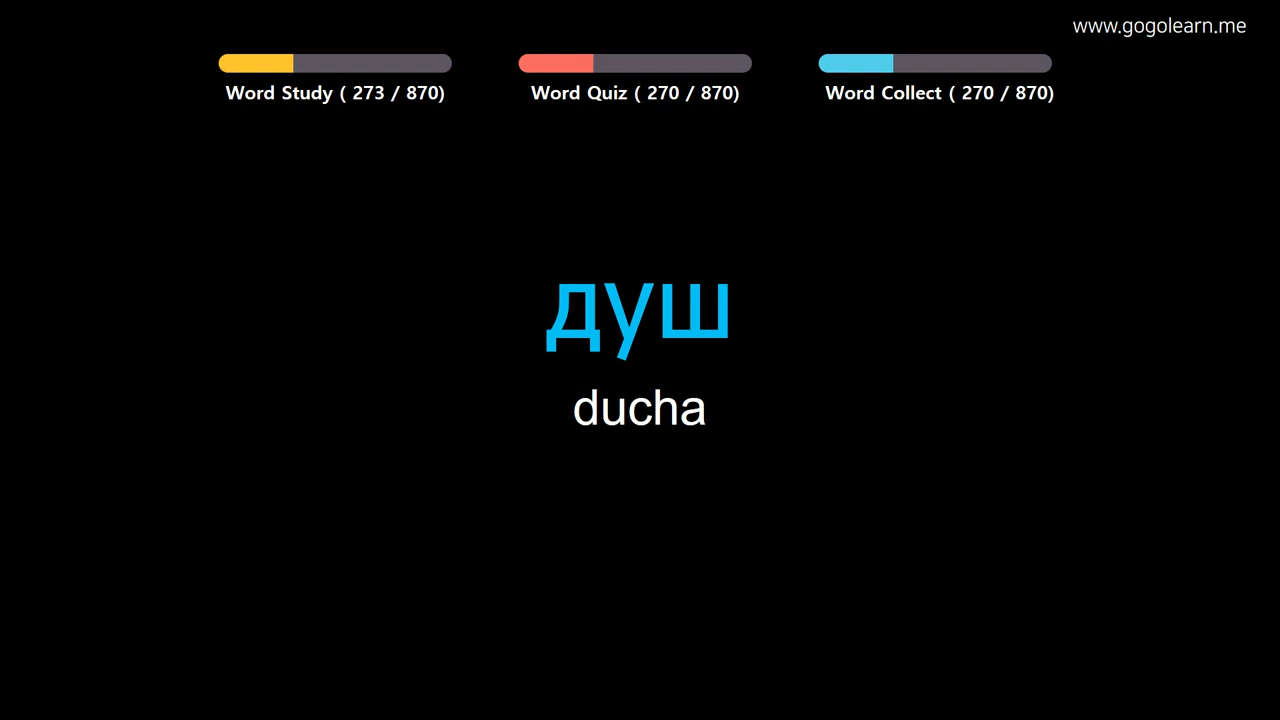 www.gogolearn.me
Word Study ( 273 / 870)
Word Quiz ( 270 / 870)
Word Collect ( 270 / 870)
душ
ducha